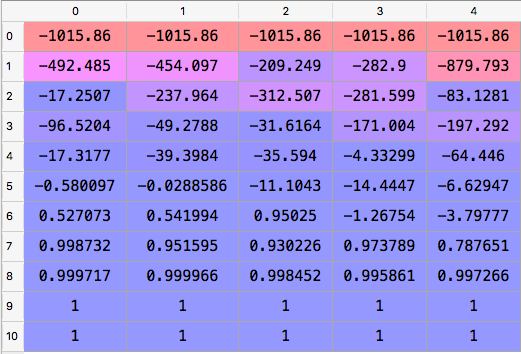 0 1 2 3 4
0 -1015.86 -1015.86 -1015.86 -1015.86 -1015.86
1 -492.485 -454.097 -209.249 -282.9 -879.793
2 -17.2507 -237.964 -312.507 -281.599 -83.1281
3 -96.5204 -49.2788 -31.6164 -171.004 -197.292
4 -17.3177 -39.3984 -35.594 -4.33299 -64.446
5 -0.580097 -0.0288586 -11.1043 -14.4447 -6.62947
6 0.527073 0.541994 0.95025 -1.26754 -3.79777
7 0.998732 0.951595 0.930226 0.973789 0.787651
8 0.999717 0.999966 0.998452 0.995861 0.997266
9 1 1 1 1 1
10 1 1 1 1 1